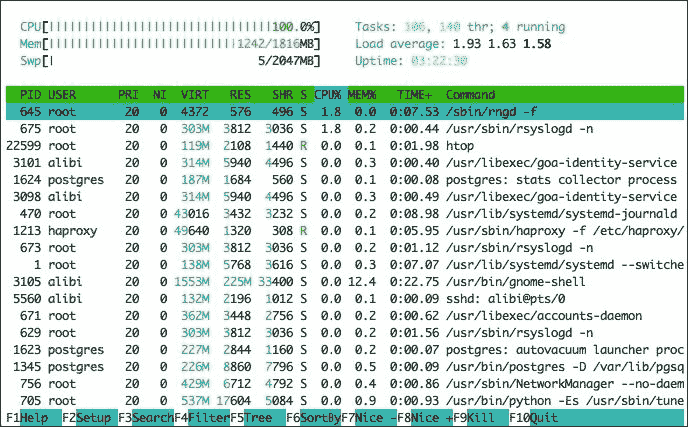 CPU[||||||||||||||||||||||||||||||||100.0%] Tasks: 106, 140 thr; 4 running
Mem[|||||||||||||||||||||||||||1242/1816MB] Load average: 1.93 1.63 1.58
Swp[| 5/2047MB] Uptime: 03:22:30
PID USER PRI NI VIRT RES SHR S CPU% MEM% TIME+ Command
645 root 20 0 4372 576 496 S 1.8 0.0 0:07.53 /sbin/rngd -f
675 root 20 0 303M 3812 3036 S 1.8 0.2 0:00.44 /usr/sbin/rsyslogd -n
22599 root 20 0 119M 2108 1440 R 0.0 0.1 0:01.98 htop
3101 alibi 20 0 314M 5940 4496 S 0.0 0.3 0:00.40 /usr/libexec/goa-identity-service
1624 postgres 20 0 187M 1684 560 S 0.0 0.1 0:00.08 postgres: stats collector process
3098 alibi 20 0 314M 5940 4496 S 0.0 0.3 0:00.49 /usr/libexec/goa-identity-service
470 root 20 0 43016 3432 3232 S 0.0 0.2 0:08.98 /usr/lib/systemd/systemd-journald
1213 haproxy 20 0 49640 1320 308 R 0.0 0.1 0:05.95 /usr/sbin/haproxy -f /etc/haproxy/
673 root 20 0 303M 3812 3036 S 0.0 0.2 0:01.12 /usr/sbin/rsyslogd -n
1 root 20 0 138M 5768 3616 S 0.0 0.3 0:07.07 /usr/lib/systemd/systemd --switche
3105 alibi 20 0 1553M 225M 33400 S 0.0 12.4 0:22.75 /usr/bin/gnome-shell
5560 alibi 20 0 132M 2196 1012 S 0.0 0.1 0:00.09 sshd: alibi@pts/0
671 root 20 0 362M 3448 2756 S 0.0 0.2 0:00.62 /usr/libexec/accounts-daemon
629 root 20 0 303M 3812 3036 S 0.0 0.2 0:01.56 /usr/sbin/rsyslogd -n
1623 postgres 20 0 227M 2844 1160 S 0.0 0.2 0:00.07 postgres: autovacuum launcher proc
1345 postgres 20 0 226M 8860 7796 S 0.0 0.5 0:00.09 /usr/bin/postgres -D /var/lib/pgsq
756 root 20 0 429M 6712 4792 S 0.0 0.4 0:00.86 /usr/sbin/NetworkManager --no-daem
705 root 20 0 537M 17604 5084 S 0.0 0.9 0:00.93 /usr/bin/python -Es /usr/sbin/tune
F1Help F2Setup F3SearchF4FilterF5Tree F6SortByF7Nice -F8Nice +F9Kill F10Quit